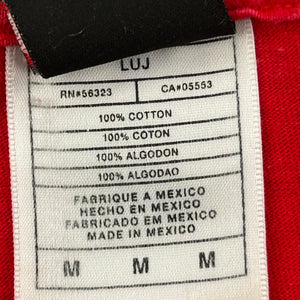 LUJ
RN#56323 CA#05553
100% COTTON
100% COTON
100% ALGODON
100% ALGODAO
FABRIQUE A MEXICO
HECHO EN MEXICO
FABRICADO EM MEXICO
MADE IN MEXICO
M M M